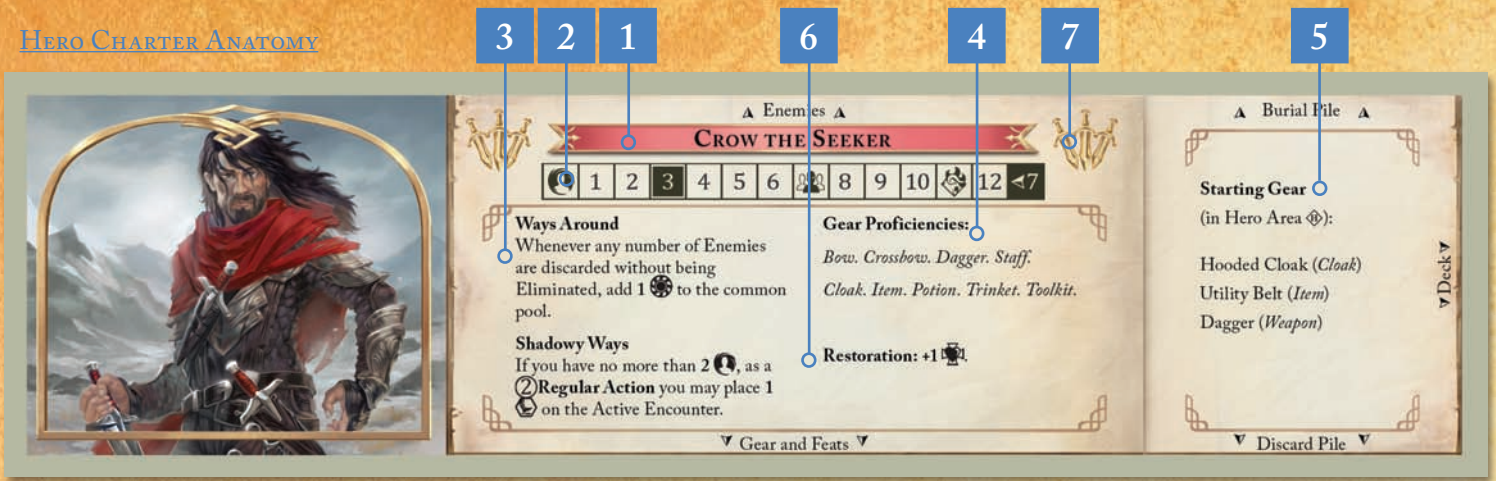 Hero Charter Anatomy
3 2 1 6 4 7 5
Enemies
Crow the Seeker
1 2 3 4 5 6 8 9 10 12 7
Ways Around
Whenever any number of Enemies
are discarded without being
Eliminated, add 1 to the common
pool.
Shadowy Ways
If you have no more than 2 , as a
2 Regular Action you may place 1
on the Active Encounter.
Gear Proficiencies:
Bow. Crossbow. Dagger. Staff.
Cloak. Item. Potion. Trinket. Toolkit.
Restoration: +1 .
Gear and Feats
Burial Pile
Starting Gear
(in Hero Area H):
Hooded Cloak (Cloak)
Utility Belt (Item)
Dagger (Weapon)
Deck
Discard Pile